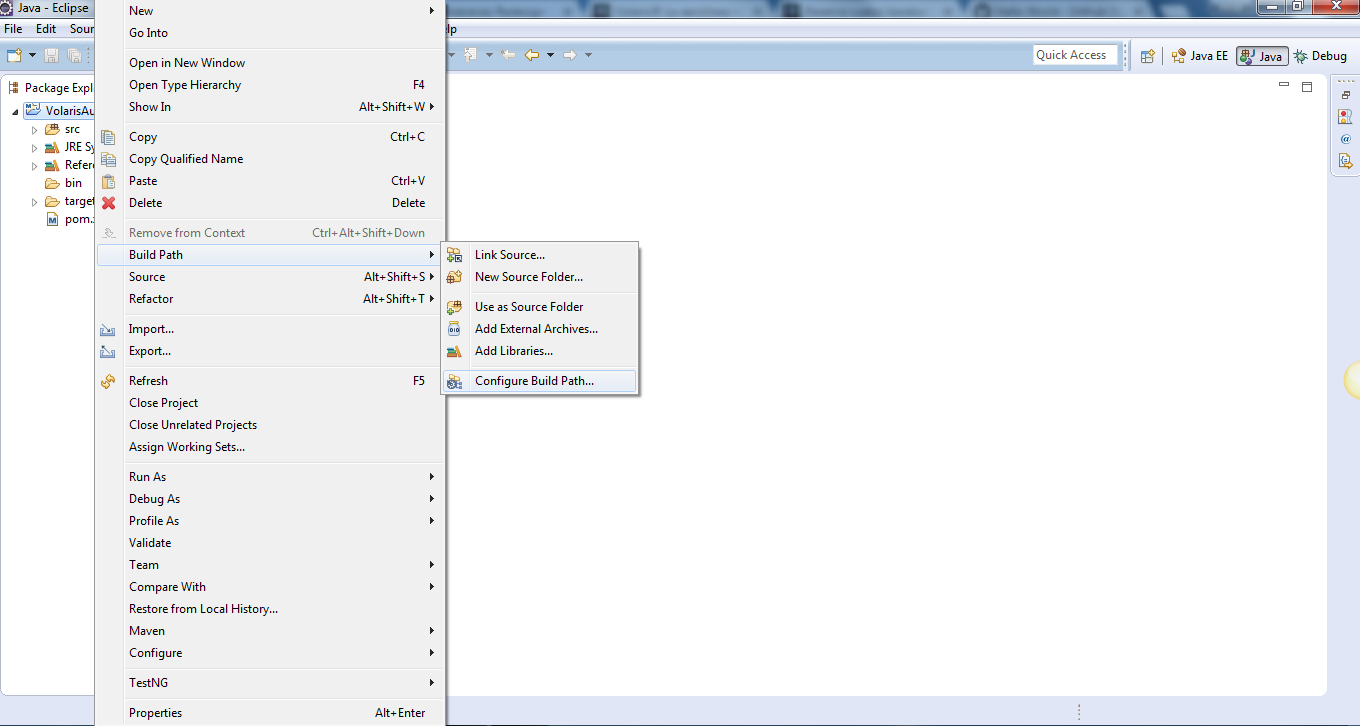 Java - Eclipse
File Edit Sour
lp
Quick Access
Java EE
Java
Debug
Package Expl
VolarisAu
src
JRE Sy
Refere
bin
target
pom.
New
Go Into
Open in New Window
Open Type Hierarchy F4
Show In Alt+Shift+W
Copy Ctrl+C
Copy Qualified Name
Paste Ctrl+V
Delete Delete
Remove from Context Ctrl+Alt+Shift+Down
Build Path
Source Alt+Shift+S
Refactor Alt+Shift+T
Import...
Export...
Refresh F5
Close Project
Close Unrelated Projects
Assign Working Sets...
Run As
Debug As
Profile As
Validate
Team
Compare With
Restore from Local History...
Maven
Configure
TestNG
Properties Alt+Enter
Link Source...
New Source Folder...
Use as Source Folder
Add External Archives...
Add Libraries...
Configure Build Path...